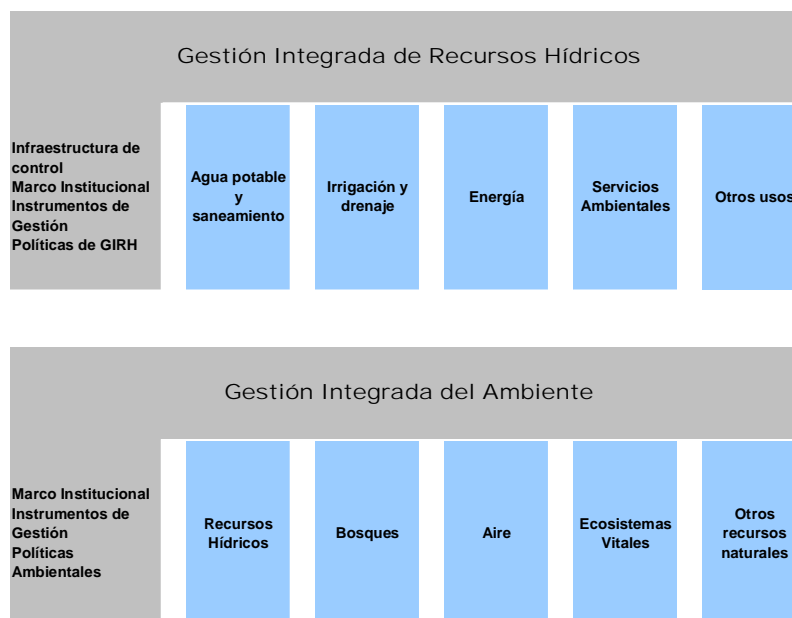 Gestión Integrada de Recursos Hídricos
Infraestructura de
control
Marco Institucional
Instrumentos de
Gestión
Políticas de GIRH
Agua potable
y
saneamiento
Irrigación y
drenaje
Energía
Servicios
Ambientales
Otros usos
Gestión Integrada del Ambiente
Marco Institucional
Instrumentos de
Gestión
Políticas
Ambientales
Recursos
Hídricos
Bosques
Aire
Ecosistemas
Vitales
Otros
recursos
naturales